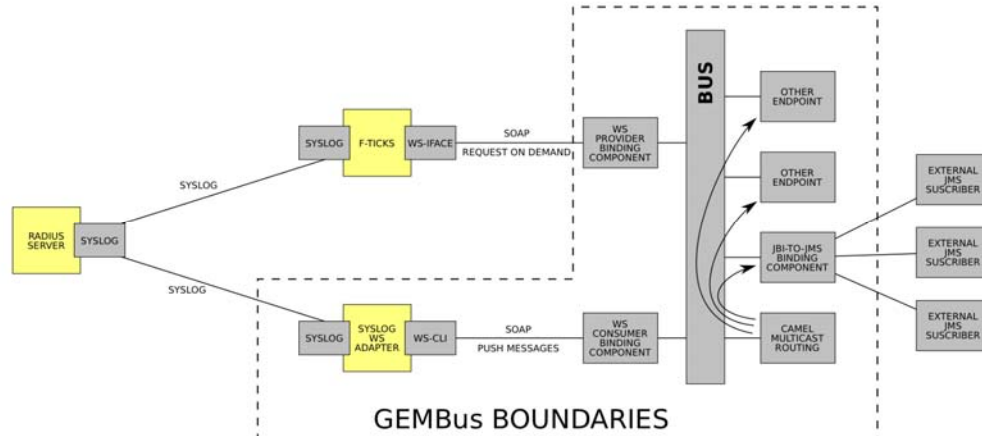 BUS
OTHER
ENDPOINT
SYSLOG
F-TICKS
WS-IFACE
SOAP
REQUEST ON DEMAND
WS
PROVIDER
BINDING
COMPONENT
OTHER
ENDPOINT
EXTERNAL
JMS
SUSCRIBER
SYSLOG
RADIUS
SERVER
SYSLOG
JBI-TO-JMS
BINDING
COMPONENT
EXTERNAL
JMS
SUSCRIBER
SYSLOG
SYSLOG
SYSLOG
WS
ADAPTER
WS-CLI
SOAP
PUSH MESSAGES
WS
CONSUMER
BINDING
COMPONENT
CAMEL
MULTICAST
ROUTING
EXTERNAL
JMS
SUSCRIBER
GEMBus BOUNDARIES